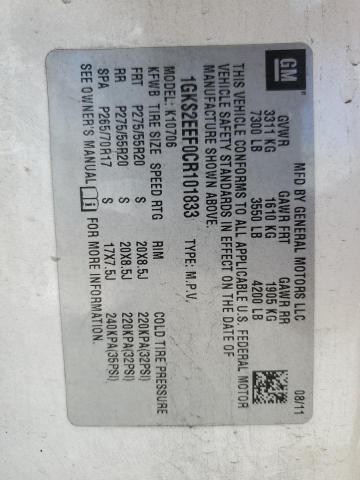 GM
MFD BY GENERAL MOTORS LLC
08/11
GVWR GAWR FRT GAWR RR
3311 KG 1610 KG 1905 KG
7300 LB 3550 LB 4200 LB
THIS VEHICLE CONFORMS TO ALL APPLICABLE U.S. FEDERAL MOTOR
VEHICLE SAFETY STANDARDS IN EFFECT ON THE DATE OF
MANUFACTURE SHOWN ABOVE.
1GKS2EEF0CR101833 TYPE: M.P.V.
MODEL: K10706
KFWB TIRE SIZE SPEED RTG RIM COLD TIRE PRESSURE
FRT P275/55R20 S 20X8.5J 220KPA(32PSI)
RR P275/55R20 S 20X8.5J 220KPA(32PSI)
SPA P265/70R17 S 17X7.5J 240KPA(35PSI)
SEE OWNER'S MANUAL i FOR MORE INFORMATION.